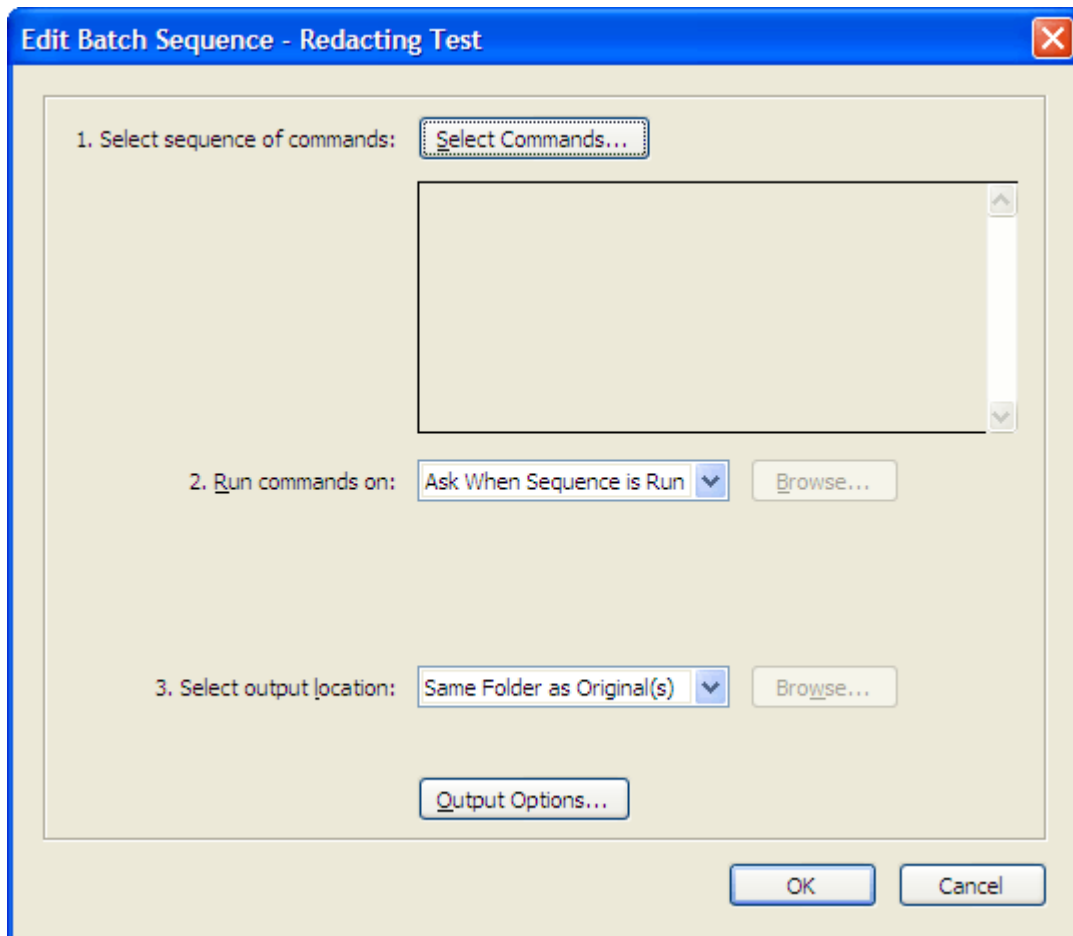 Edit Batch Sequence - Redacting Test
1. Select sequence of commands: Select Commands...
2. Run commands on: Ask When Sequence is Run Browse...
3. Select output location: Same Folder as Original(s) Browse...
Output Options...
OK Cancel